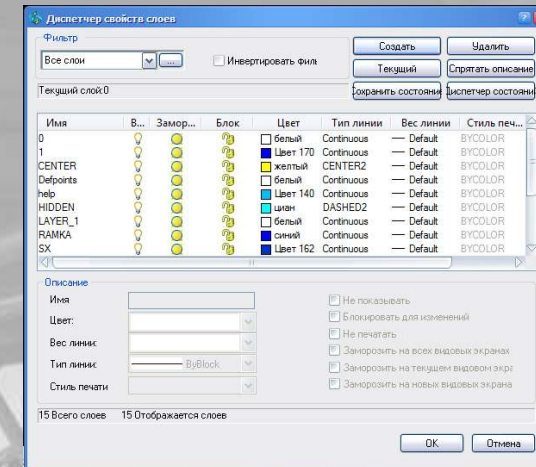 Диспетчер свойств слоев
Фильтр
Все слои ... Инвертировать Филь
Создать Удалить
Текущий Спрятать описание
Текущий слой:0
Сохранить состояние Диспетчер состояни
Имя В... Замор... Блок Цвет Тип линии Вес линии Стиль печ...
0 белый Continuous Default BYCOLOR
1 Цвет 170 Continuous Default BYCOLOR
CENTER желтый CENTER2 Default BYCOLOR
Defpoints белый Continuous Default BYCOLOR
help Цвет 140 Continuous Default BYCOLOR
HIDDEN циан DASHED2 Default BYCOLOR
LAYER_1 белый Continuous Default BYCOLOR
RAMKA синий Continuous Default BYCOLOR
SX Цвет 162 Continuous Default BYCOLOR
Описание
Имя
Цвет:
Вес линии:
Тип линии: ByBlock
Стиль печати
Не показывать
Блокировать для изменений
Не печатать
Заморозить на всех видовых экранах
Заморозить на текущем видовом экра
Заморозить на новых видовых экрана
15 Всего слоев 15 Отображается слоев
OK Отмена